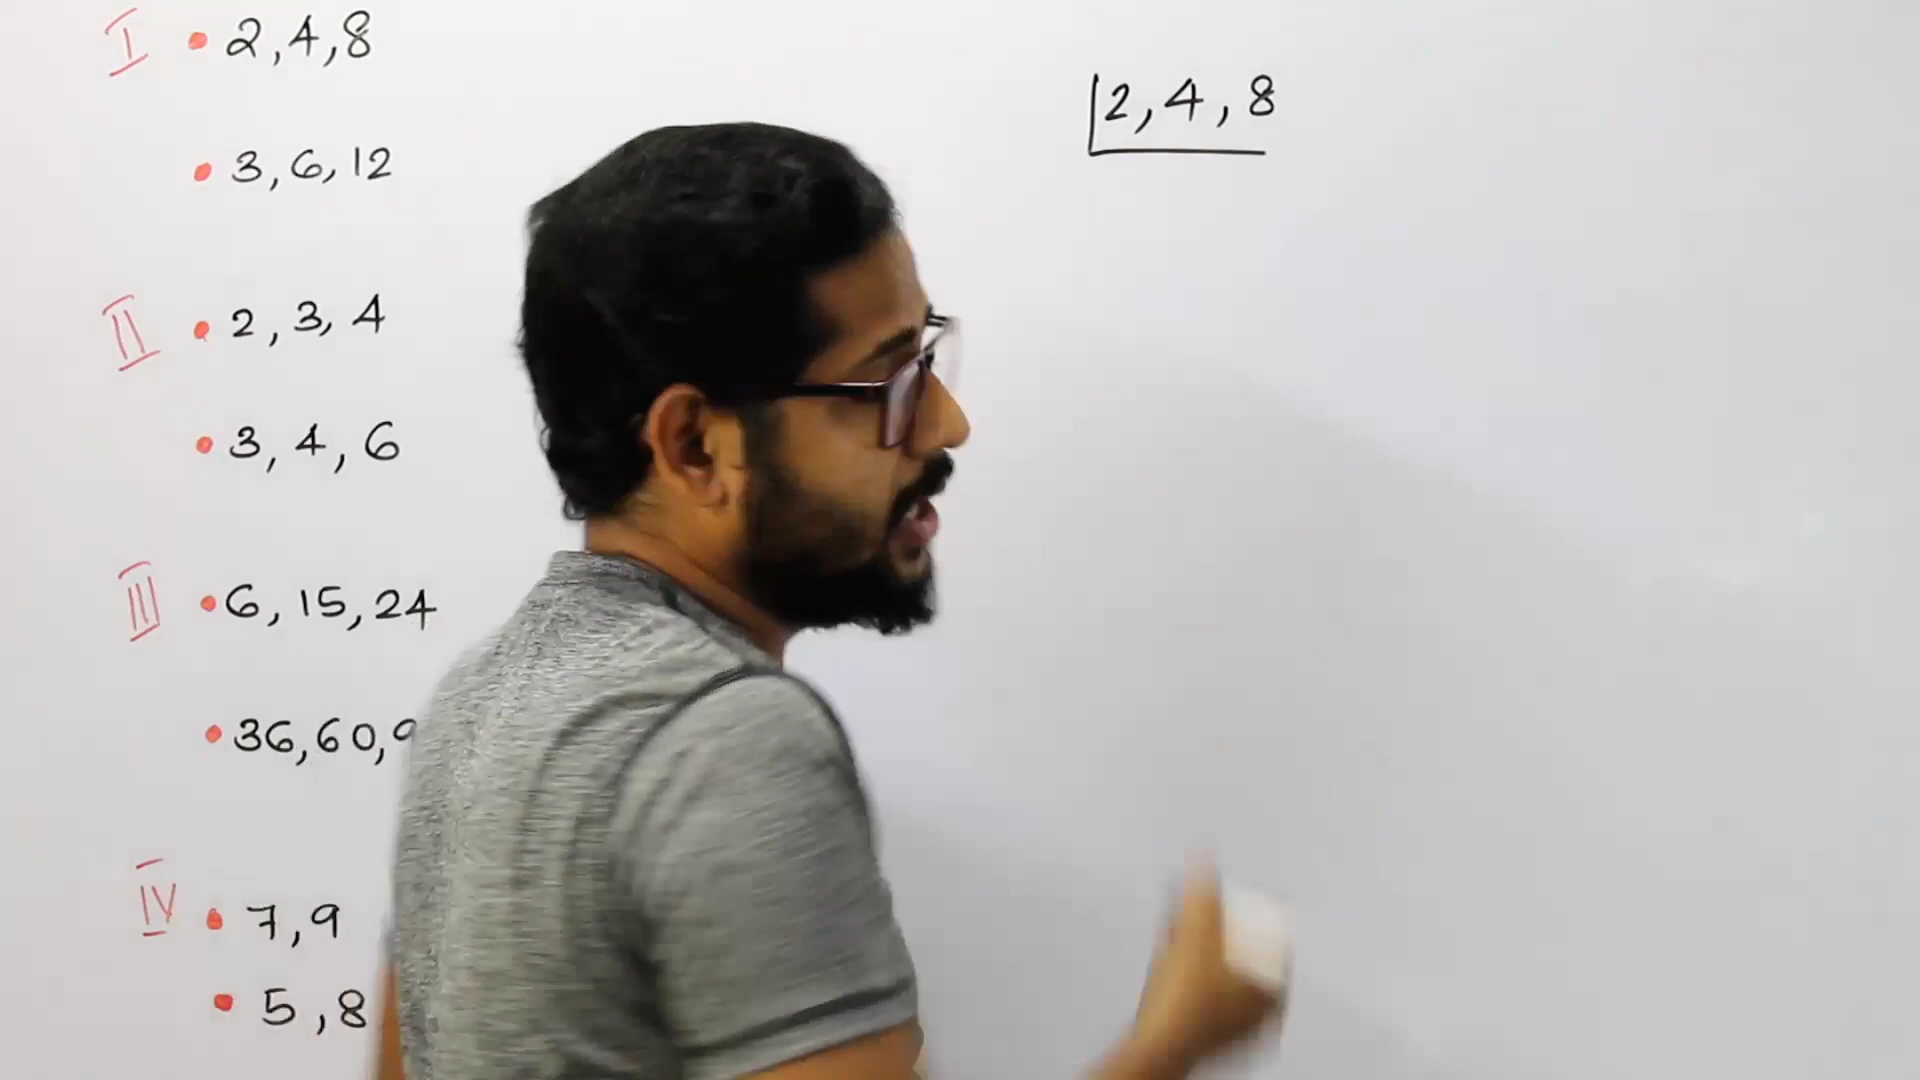 I • 2, 4, 8
• 3, 6, 12
II • 2, 3, 4
• 3, 4, 6
III • 6, 15, 24
• 36, 60, 9
IV • 7, 9
• 5, 8
2, 4, 8